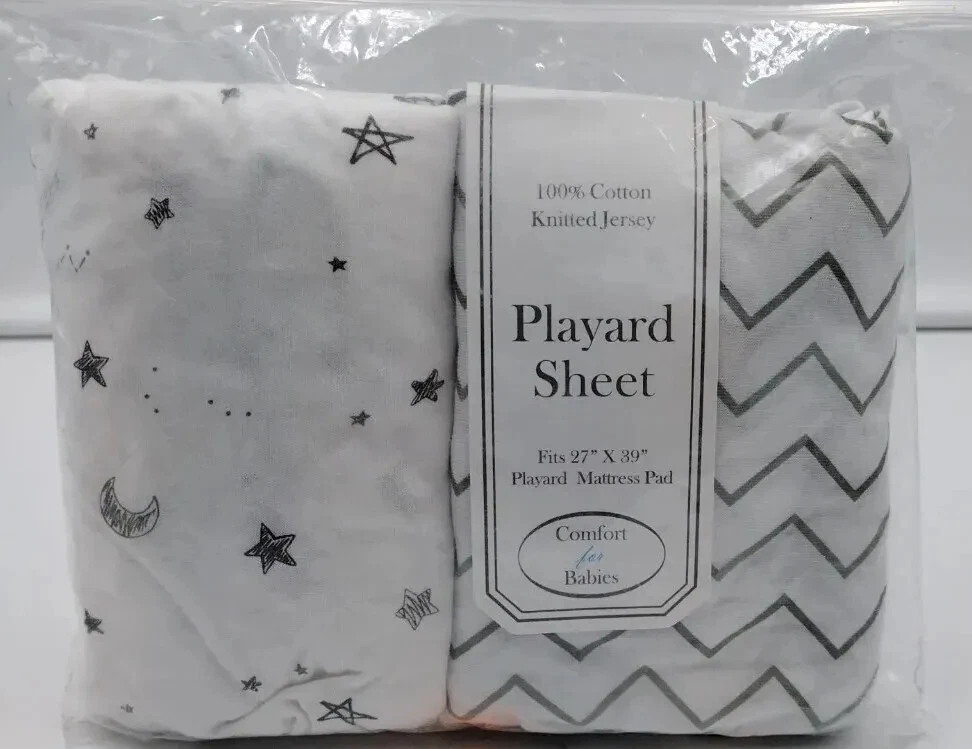 100% Cotton
Knitted Jersey
Playard
Sheet
Fits 27" X 39"
Playard Mattress Pad
Comfort
for
Babies